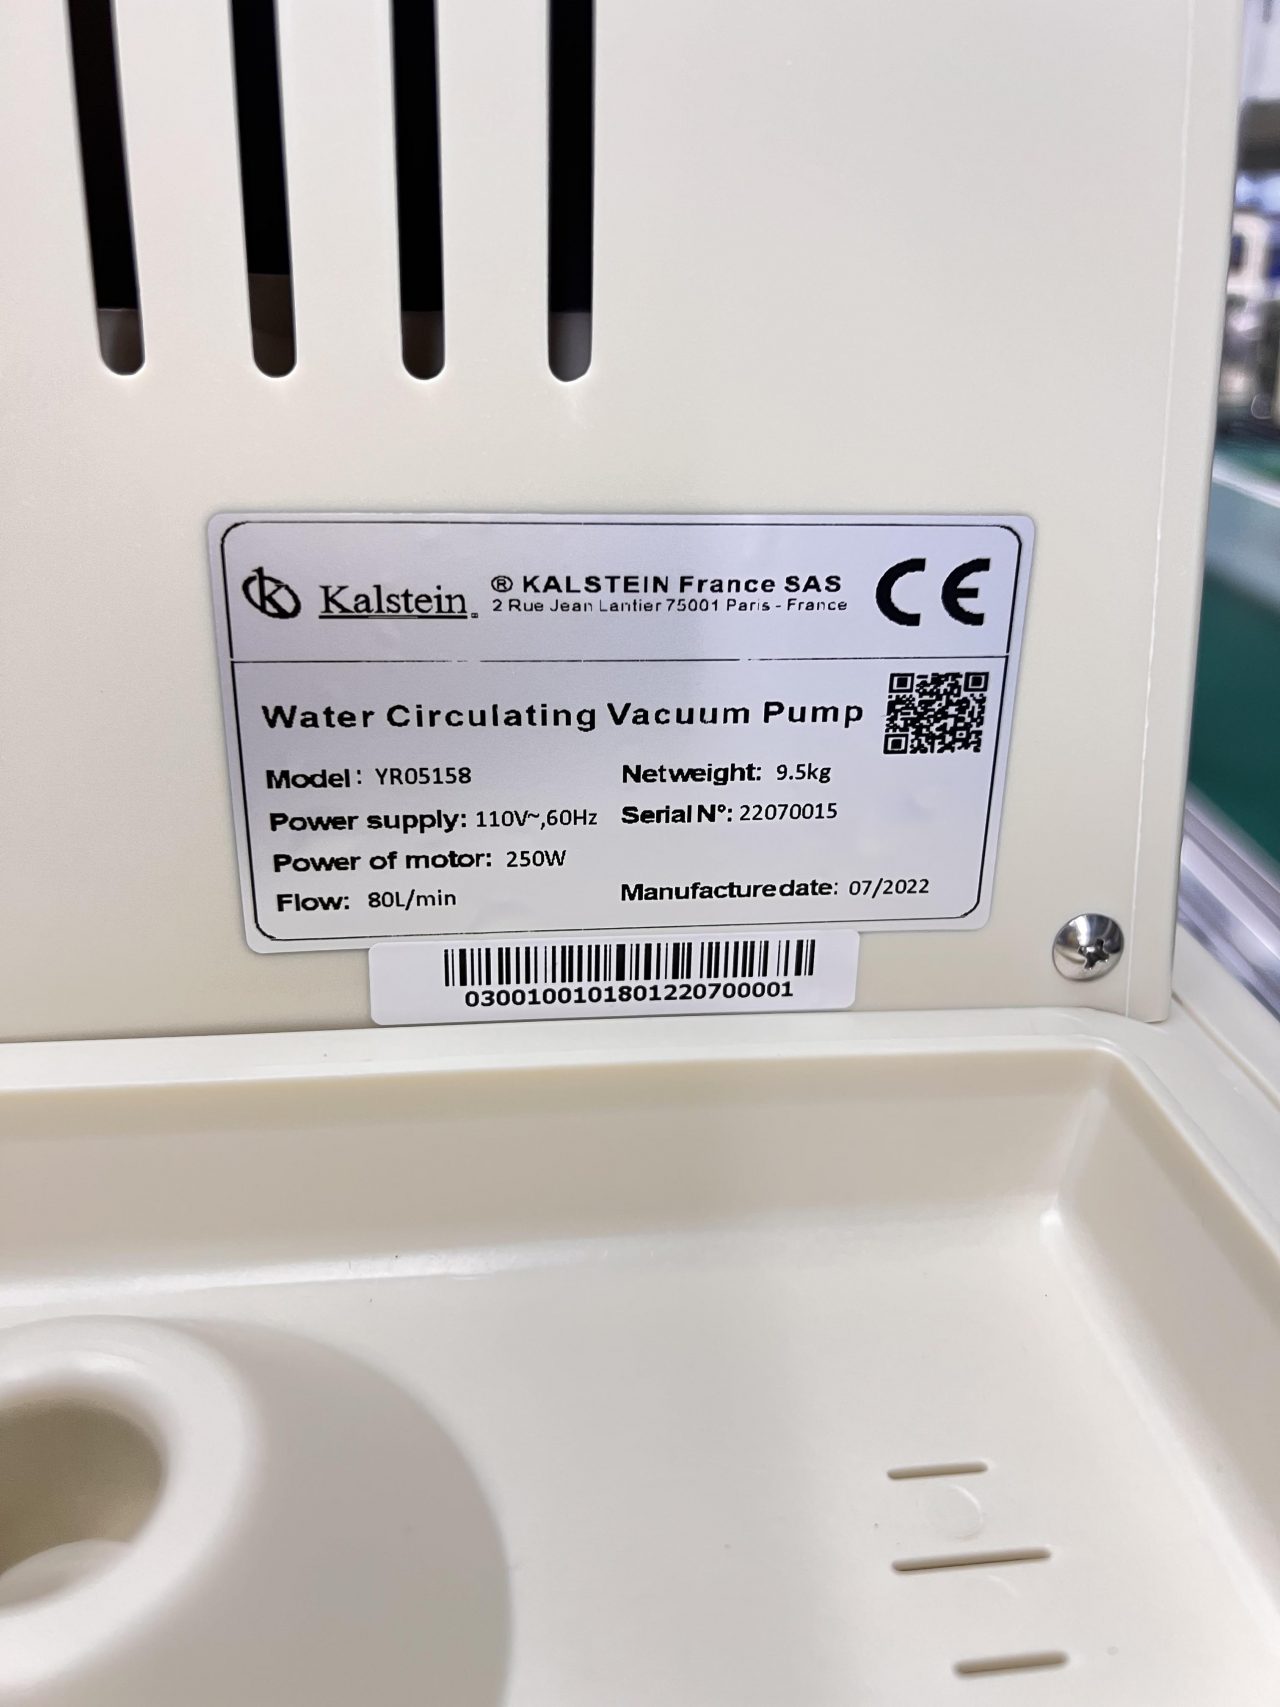 Kalstein
® KALSTEIN France SAS
2 Rue Jean Lantier 75001 Paris - France
CE
Water Circulating Vacuum Pump
Model: YR05158
Net weight: 9.5kg
Power supply: 110V~,60Hz
Serial N°: 22070015
Power of motor: 250W
Flow: 80L/min
Manufacture date: 07/2022
0300100101801220700001